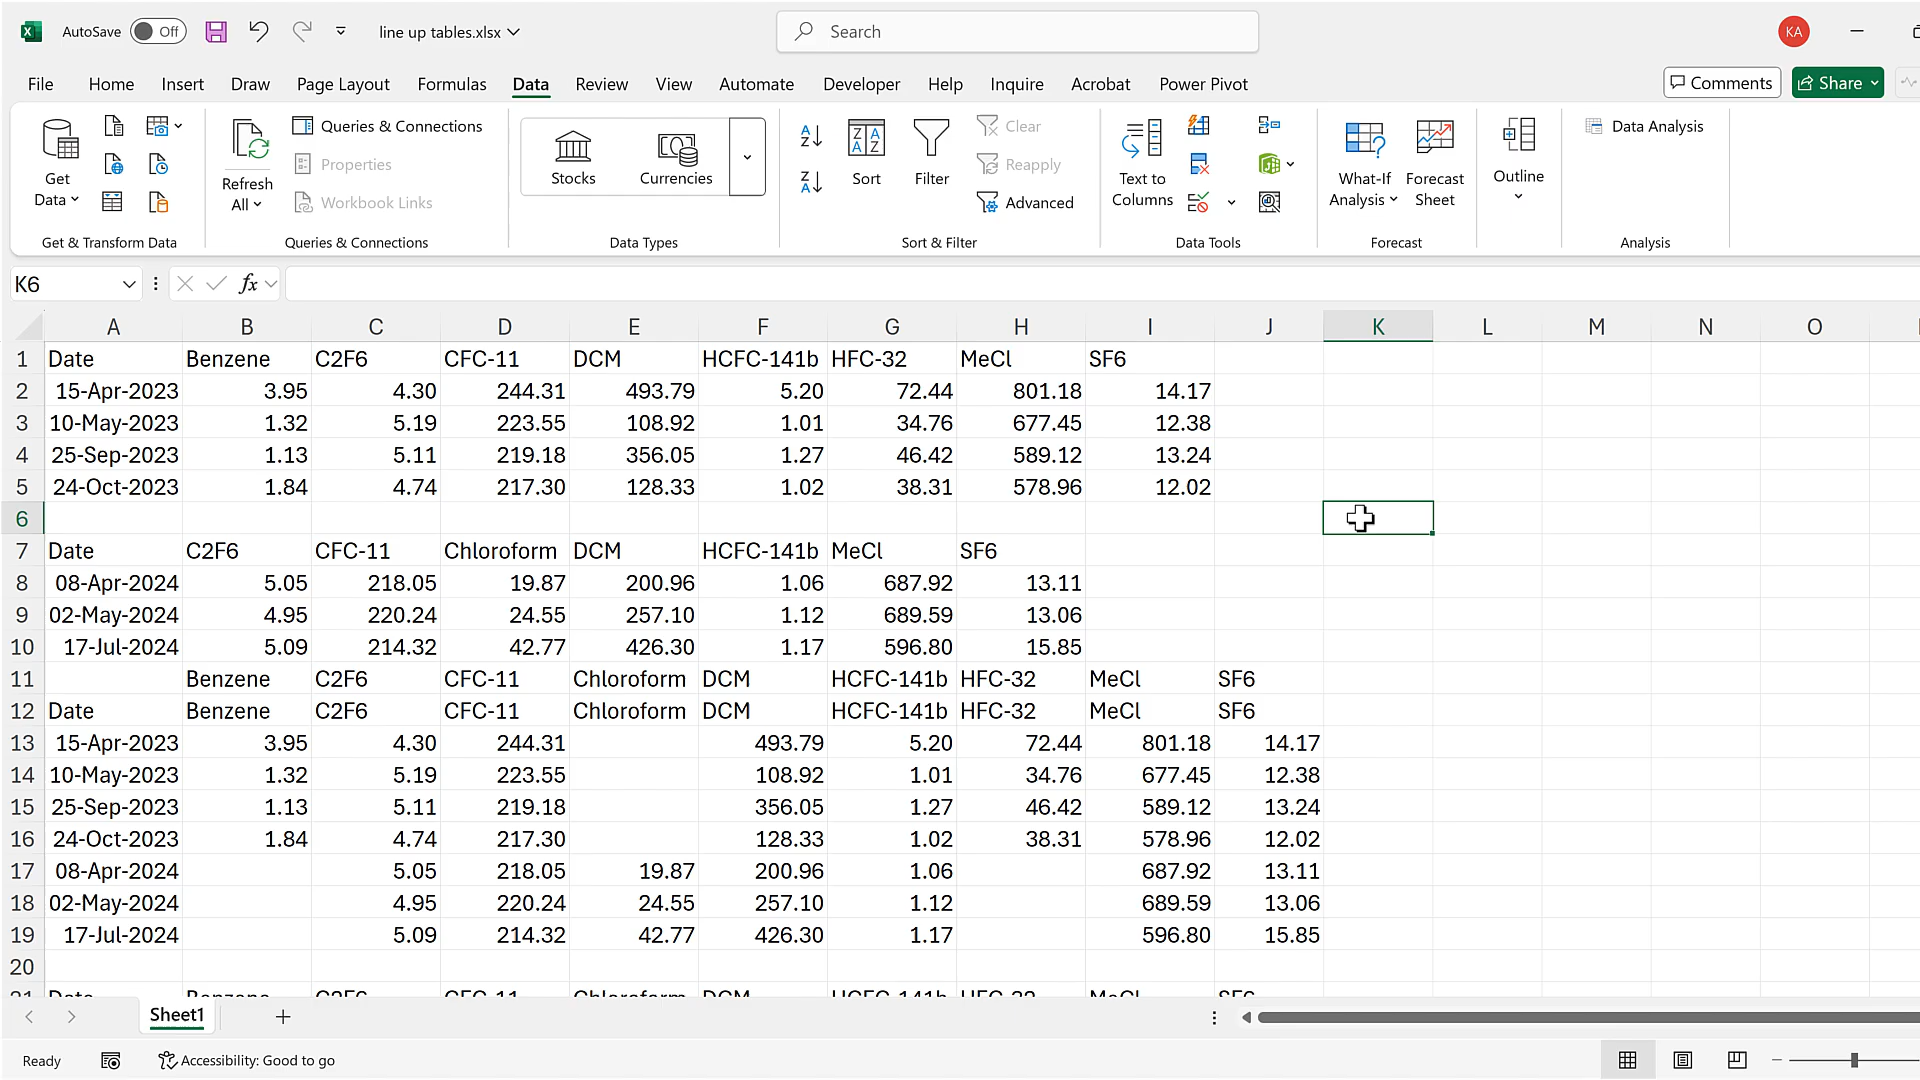 AutoSave Off line up tables.xlsx Search KA
File Home Insert Draw Page Layout Formulas Data Review View Automate Developer Help Inquire Acrobat Power Pivot Comments Share
Get Data
Get & Transform Data
Refresh All
Queries & Connections
Properties
Workbook Links
Queries & Connections
Stocks Currencies
Data Types
Sort Filter
Clear
Reapply
Advanced
Sort & Filter
Text to Columns
Data Tools
What-If Analysis
Forecast Sheet
Forecast
Outline
Data Analysis
Analysis
K6 fx
A B C D E F G H I J K L M N O
1 Date Benzene C2F6 CFC-11 DCM HCFC-141b HFC-32 MeCl SF6
2 15-Apr-2023 3.95 4.30 244.31 493.79 5.20 72.44 801.18 14.17
3 10-May-2023 1.32 5.19 223.55 108.92 1.01 34.76 677.45 12.38
4 25-Sep-2023 1.13 5.11 219.18 356.05 1.27 46.42 589.12 13.24
5 24-Oct-2023 1.84 4.74 217.30 128.33 1.02 38.31 578.96 12.02
6
7 Date C2F6 CFC-11 Chloroform DCM HCFC-141b MeCl SF6
8 08-Apr-2024 5.05 218.05 19.87 200.96 1.06 687.92 13.11
9 02-May-2024 4.95 220.24 24.55 257.10 1.12 689.59 13.06
10 17-Jul-2024 5.09 214.32 42.77 426.30 1.17 596.80 15.85
11 Benzene C2F6 CFC-11 Chloroform DCM HCFC-141b HFC-32 MeCl SF6
12 Date Benzene C2F6 CFC-11 Chloroform DCM HCFC-141b HFC-32 MeCl SF6
13 15-Apr-2023 3.95 4.30 244.31 493.79 5.20 72.44 801.18 14.17
14 10-May-2023 1.32 5.19 223.55 108.92 1.01 34.76 677.45 12.38
15 25-Sep-2023 1.13 5.11 219.18 356.05 1.27 46.42 589.12 13.24
16 24-Oct-2023 1.84 4.74 217.30 128.33 1.02 38.31 578.96 12.02
17 08-Apr-2024 5.05 218.05 19.87 200.96 1.06 687.92 13.11
18 02-May-2024 4.95 220.24 24.55 257.10 1.12 689.59 13.06
19 17-Jul-2024 5.09 214.32 42.77 426.30 1.17 596.80 15.85
20
21 Date Benzene C2F6 CFC-11 Chloroform DCM HCFC-141b HFC-32 MeCl SF6
Sheet1
Ready Accessibility: Good to go